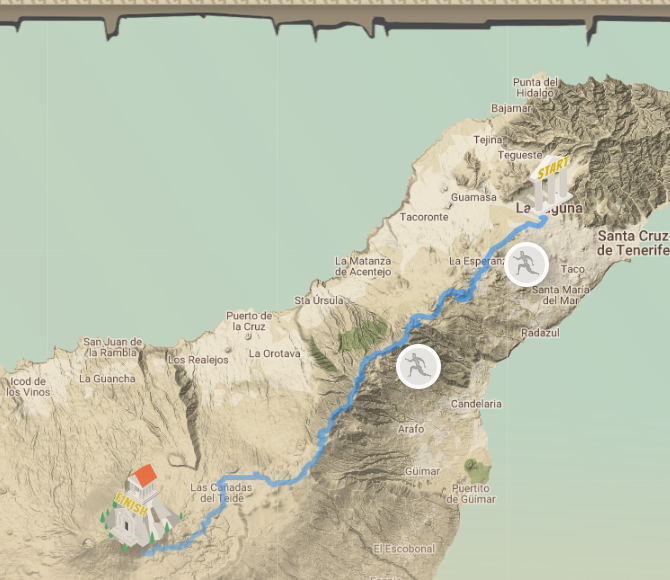 Punta del
Hidalgo
Bajamar
Tejina
Tegueste
START
Guamasa
La Laguna
Tacoronte
Santa Cruz
de Tenerife
La Esperanz
Taco
La Matanza
de Acentejo
Santa María
del Mar
Sta Úrsula
Puerto de
la Cruz
Radazul
San Juan de
la Rambla
Los Realejos
La Orotava
La Guancha
Icod de
los Vinos
Candelaria
Arafo
Güímar
Las Cañadas
del Teide
Puertito
de Güímar
FINISH
El Escobonal